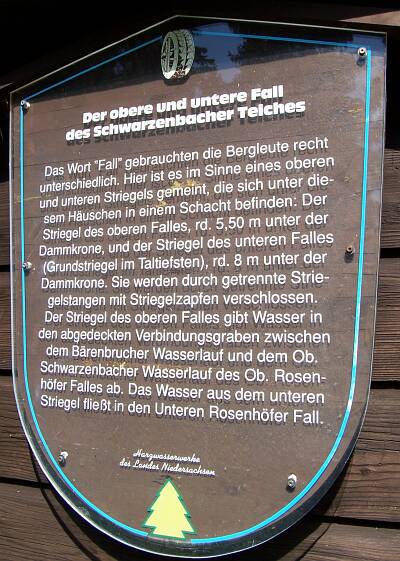 Der obere und untere Fall
des Schwarzenbacher Teiches
Das Wort "Fall" gebrauchten die Bergleute recht
unterschiedlich. Hier ist es im Sinne eines oberen
und unteren Striegels gemeint, die sich unter die-
sem Häuschen in einem Schacht befinden: Der
Striegel des oberen Falles, rd. 5,50 m unter der
Dammkrone, und der Striegel des unteren Falles
(Grundstriegel im Taltiefsten), rd. 8 m unter der
Dammkrone. Sie werden durch getrennte Strie-
gelstangen mit Striegelzapfen verschlossen.
Der Striegel des oberen Falles gibt Wasser in
den abgedeckten Verbindungsgraben zwischen
dem Bärenbrucher Wasserlauf und dem Ob.
Schwarzenbacher Wasserlauf des Ob. Rosen-
höfer Falles ab. Das Wasser aus dem unteren
Striegel fließt in den Unteren Rosenhöfer Fall.
Harzwasserwerke
des Landes Niedersachsen